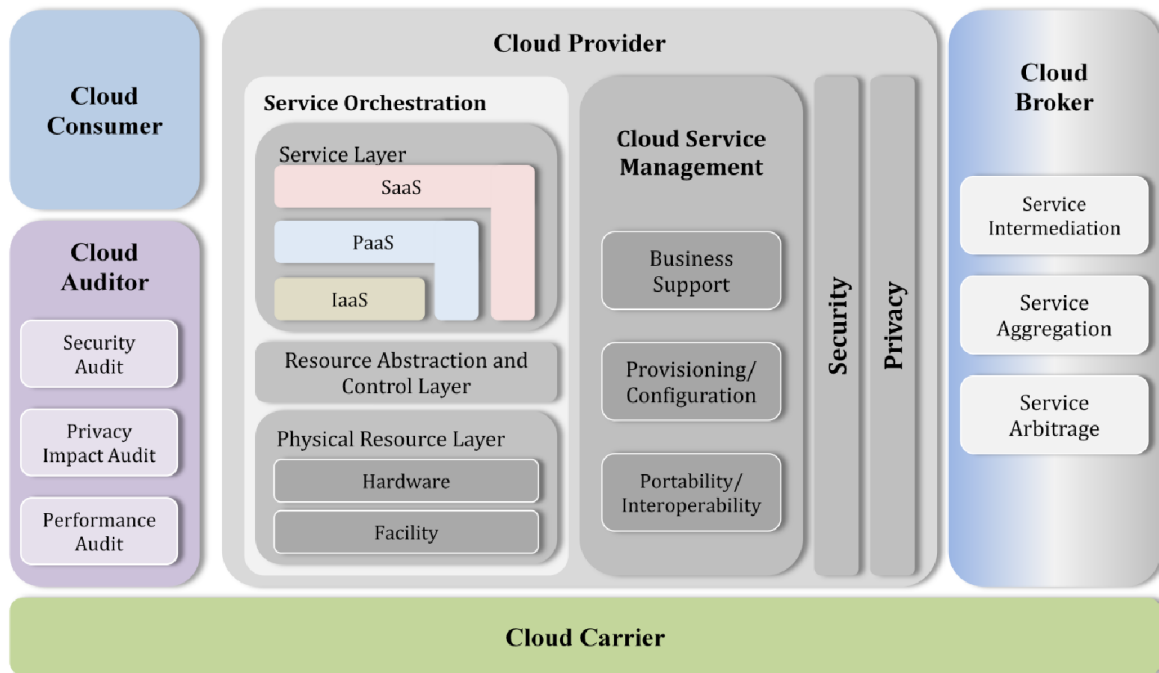 Cloud
Consumer
Cloud
Auditor
Security
Audit
Privacy
Impact Audit
Performance
Audit
Cloud Provider
Service Orchestration
Service Layer
SaaS
PaaS
IaaS
Resource Abstraction and
Control Layer
Physical Resource Layer
Hardware
Facility
Cloud Service
Management
Business
Support
Provisioning/
Configuration
Portability/
Interoperability
Security
Privacy
Cloud
Broker
Service
Intermediation
Service
Aggregation
Service
Arbitrage
Cloud Carrier